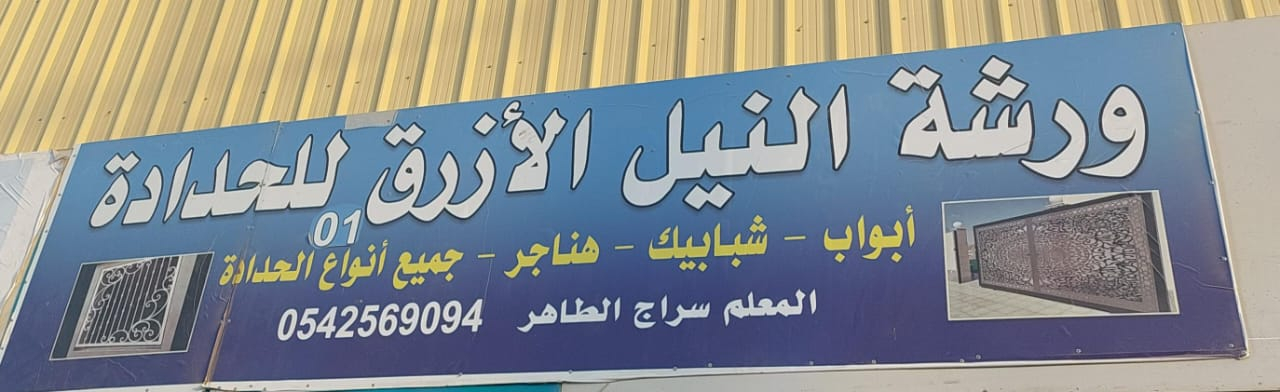 ورشة النيل الأزرق للحدادة
01
أبواب - شبابيك - هناجر - جميع أنواع الحدادة
المعلم سراج الطاهر 0542569094